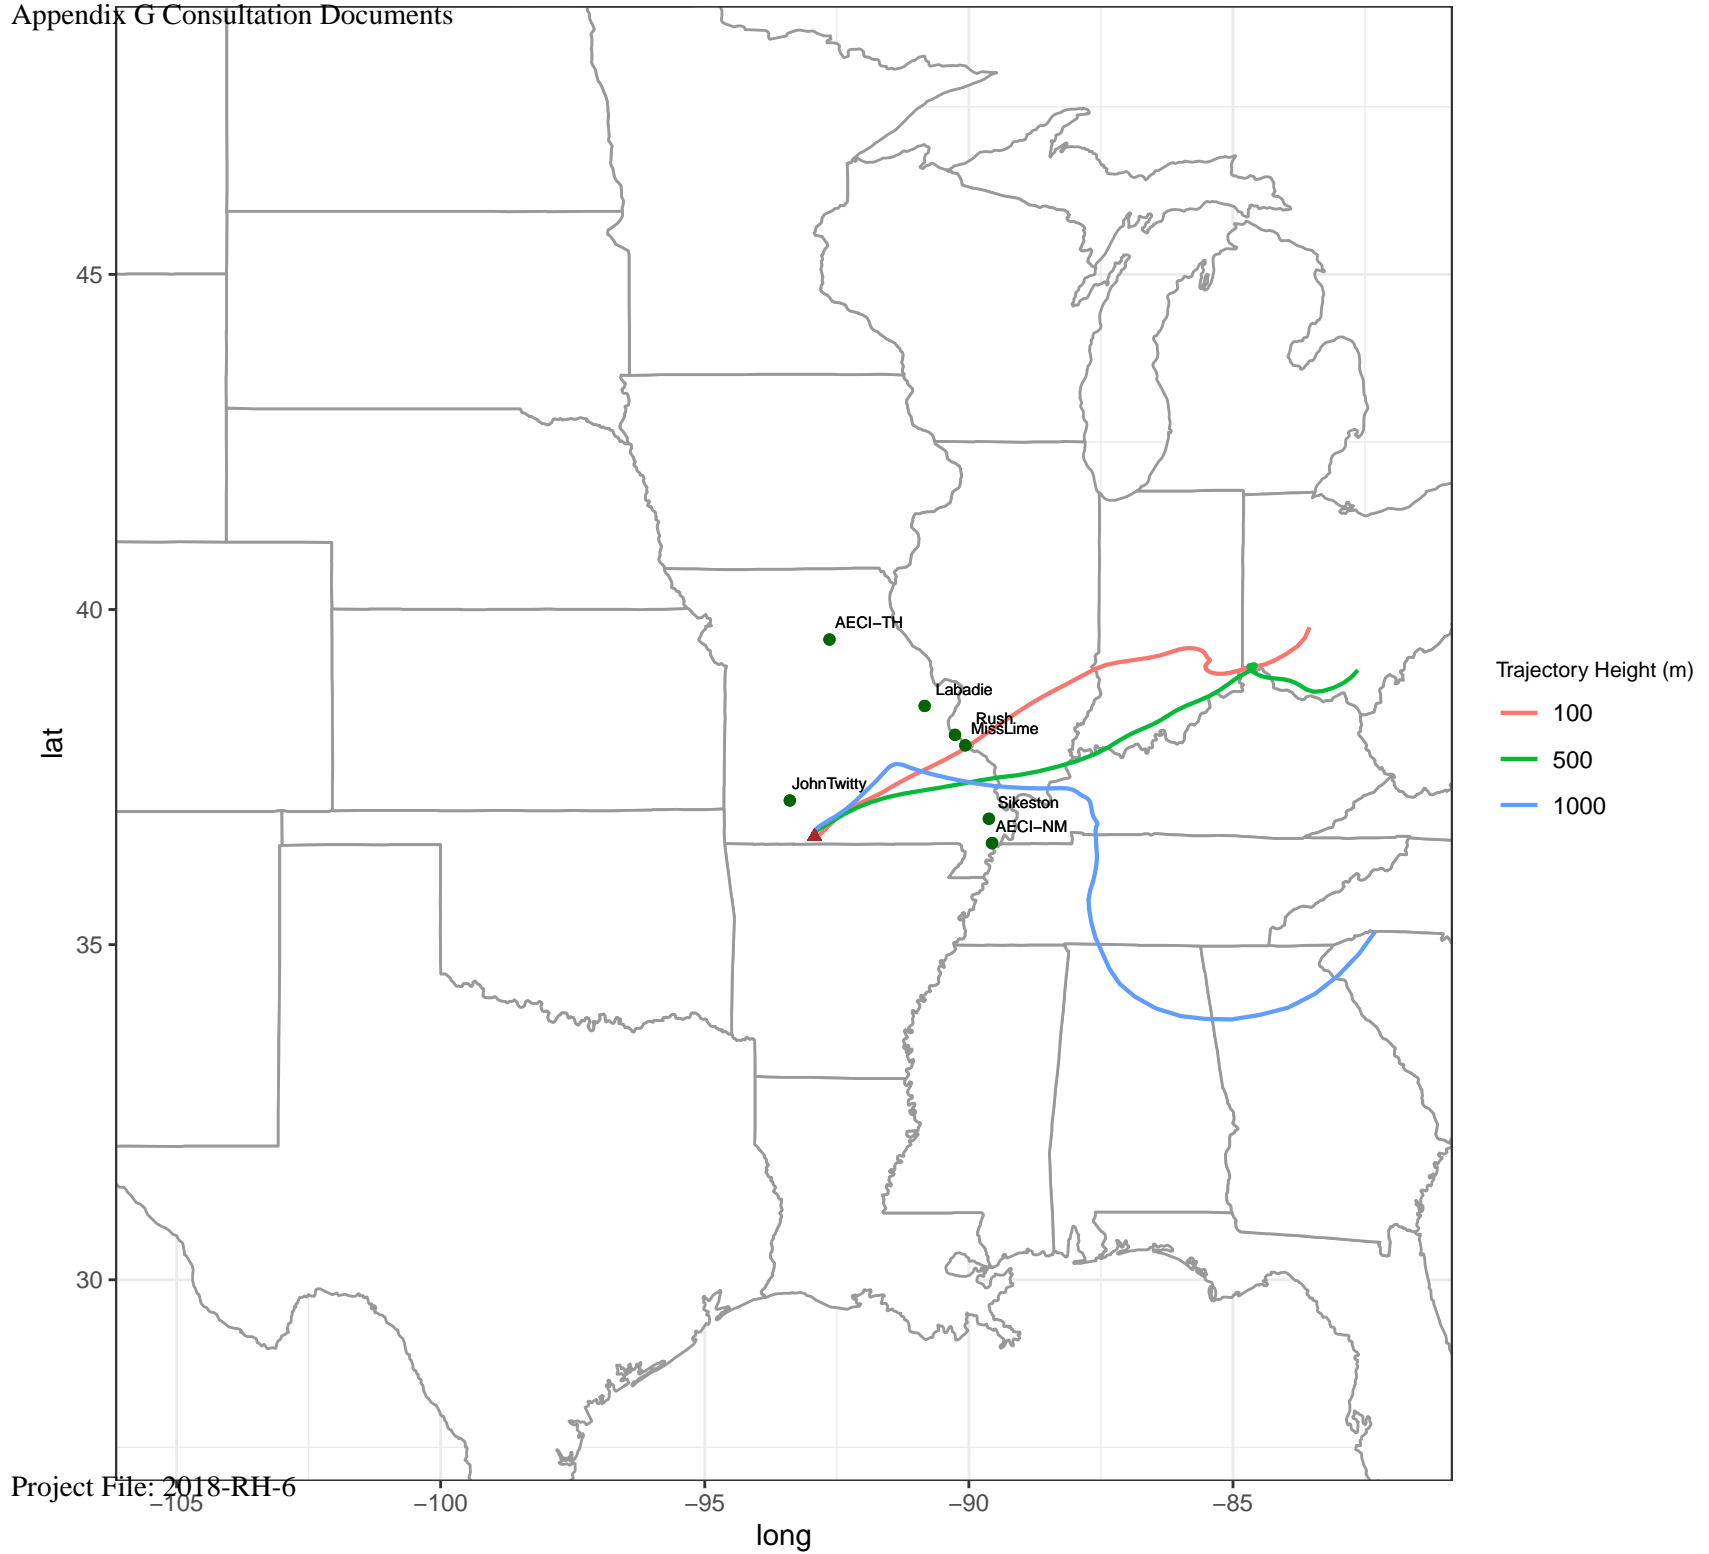 Appendix G Consultation Documents
45
40
35
30
lat
AECI−TH
Labadie
Rush
MissLime
JohnTwitty
Sikeston
AECI−NM
Trajectory Height (m)
100
500
1000
Project File: 2018-RH-6
−105
−100
−95
−90
−85
long